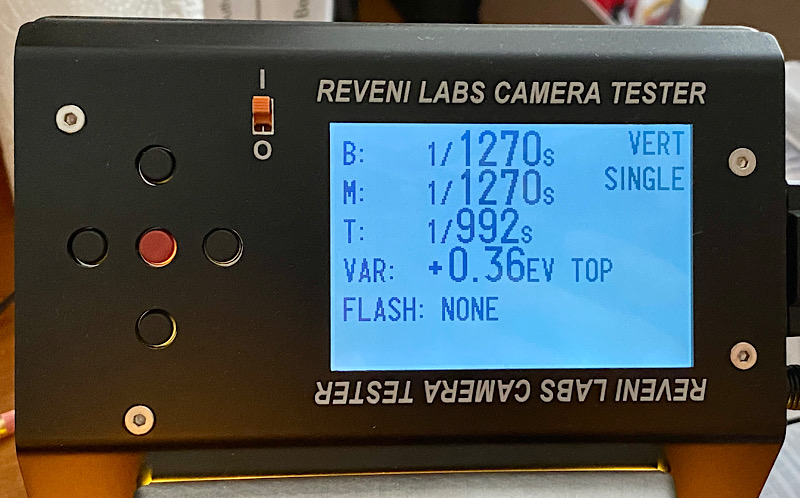 I
O
REVENI LABS CAMERA TESTER
B: 1/1270s VERT
M: 1/1270s SINGLE
T: 1/992s
VAR: +0.36EV TOP
FLASH: NONE
REVENI LABS CAMERA TESTER